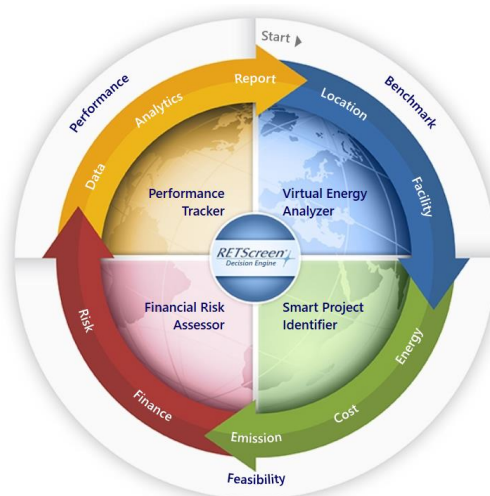 Start
Performance
Benchmark
Report
Location
Analytics
Facility
Data
Performance
Tracker
Virtual Energy
Analyzer
RETScreen
Decision Engine
Financial Risk
Assessor
Smart Project
Identifier
Risk
Energy
Finance
Cost
Emission
Feasibility